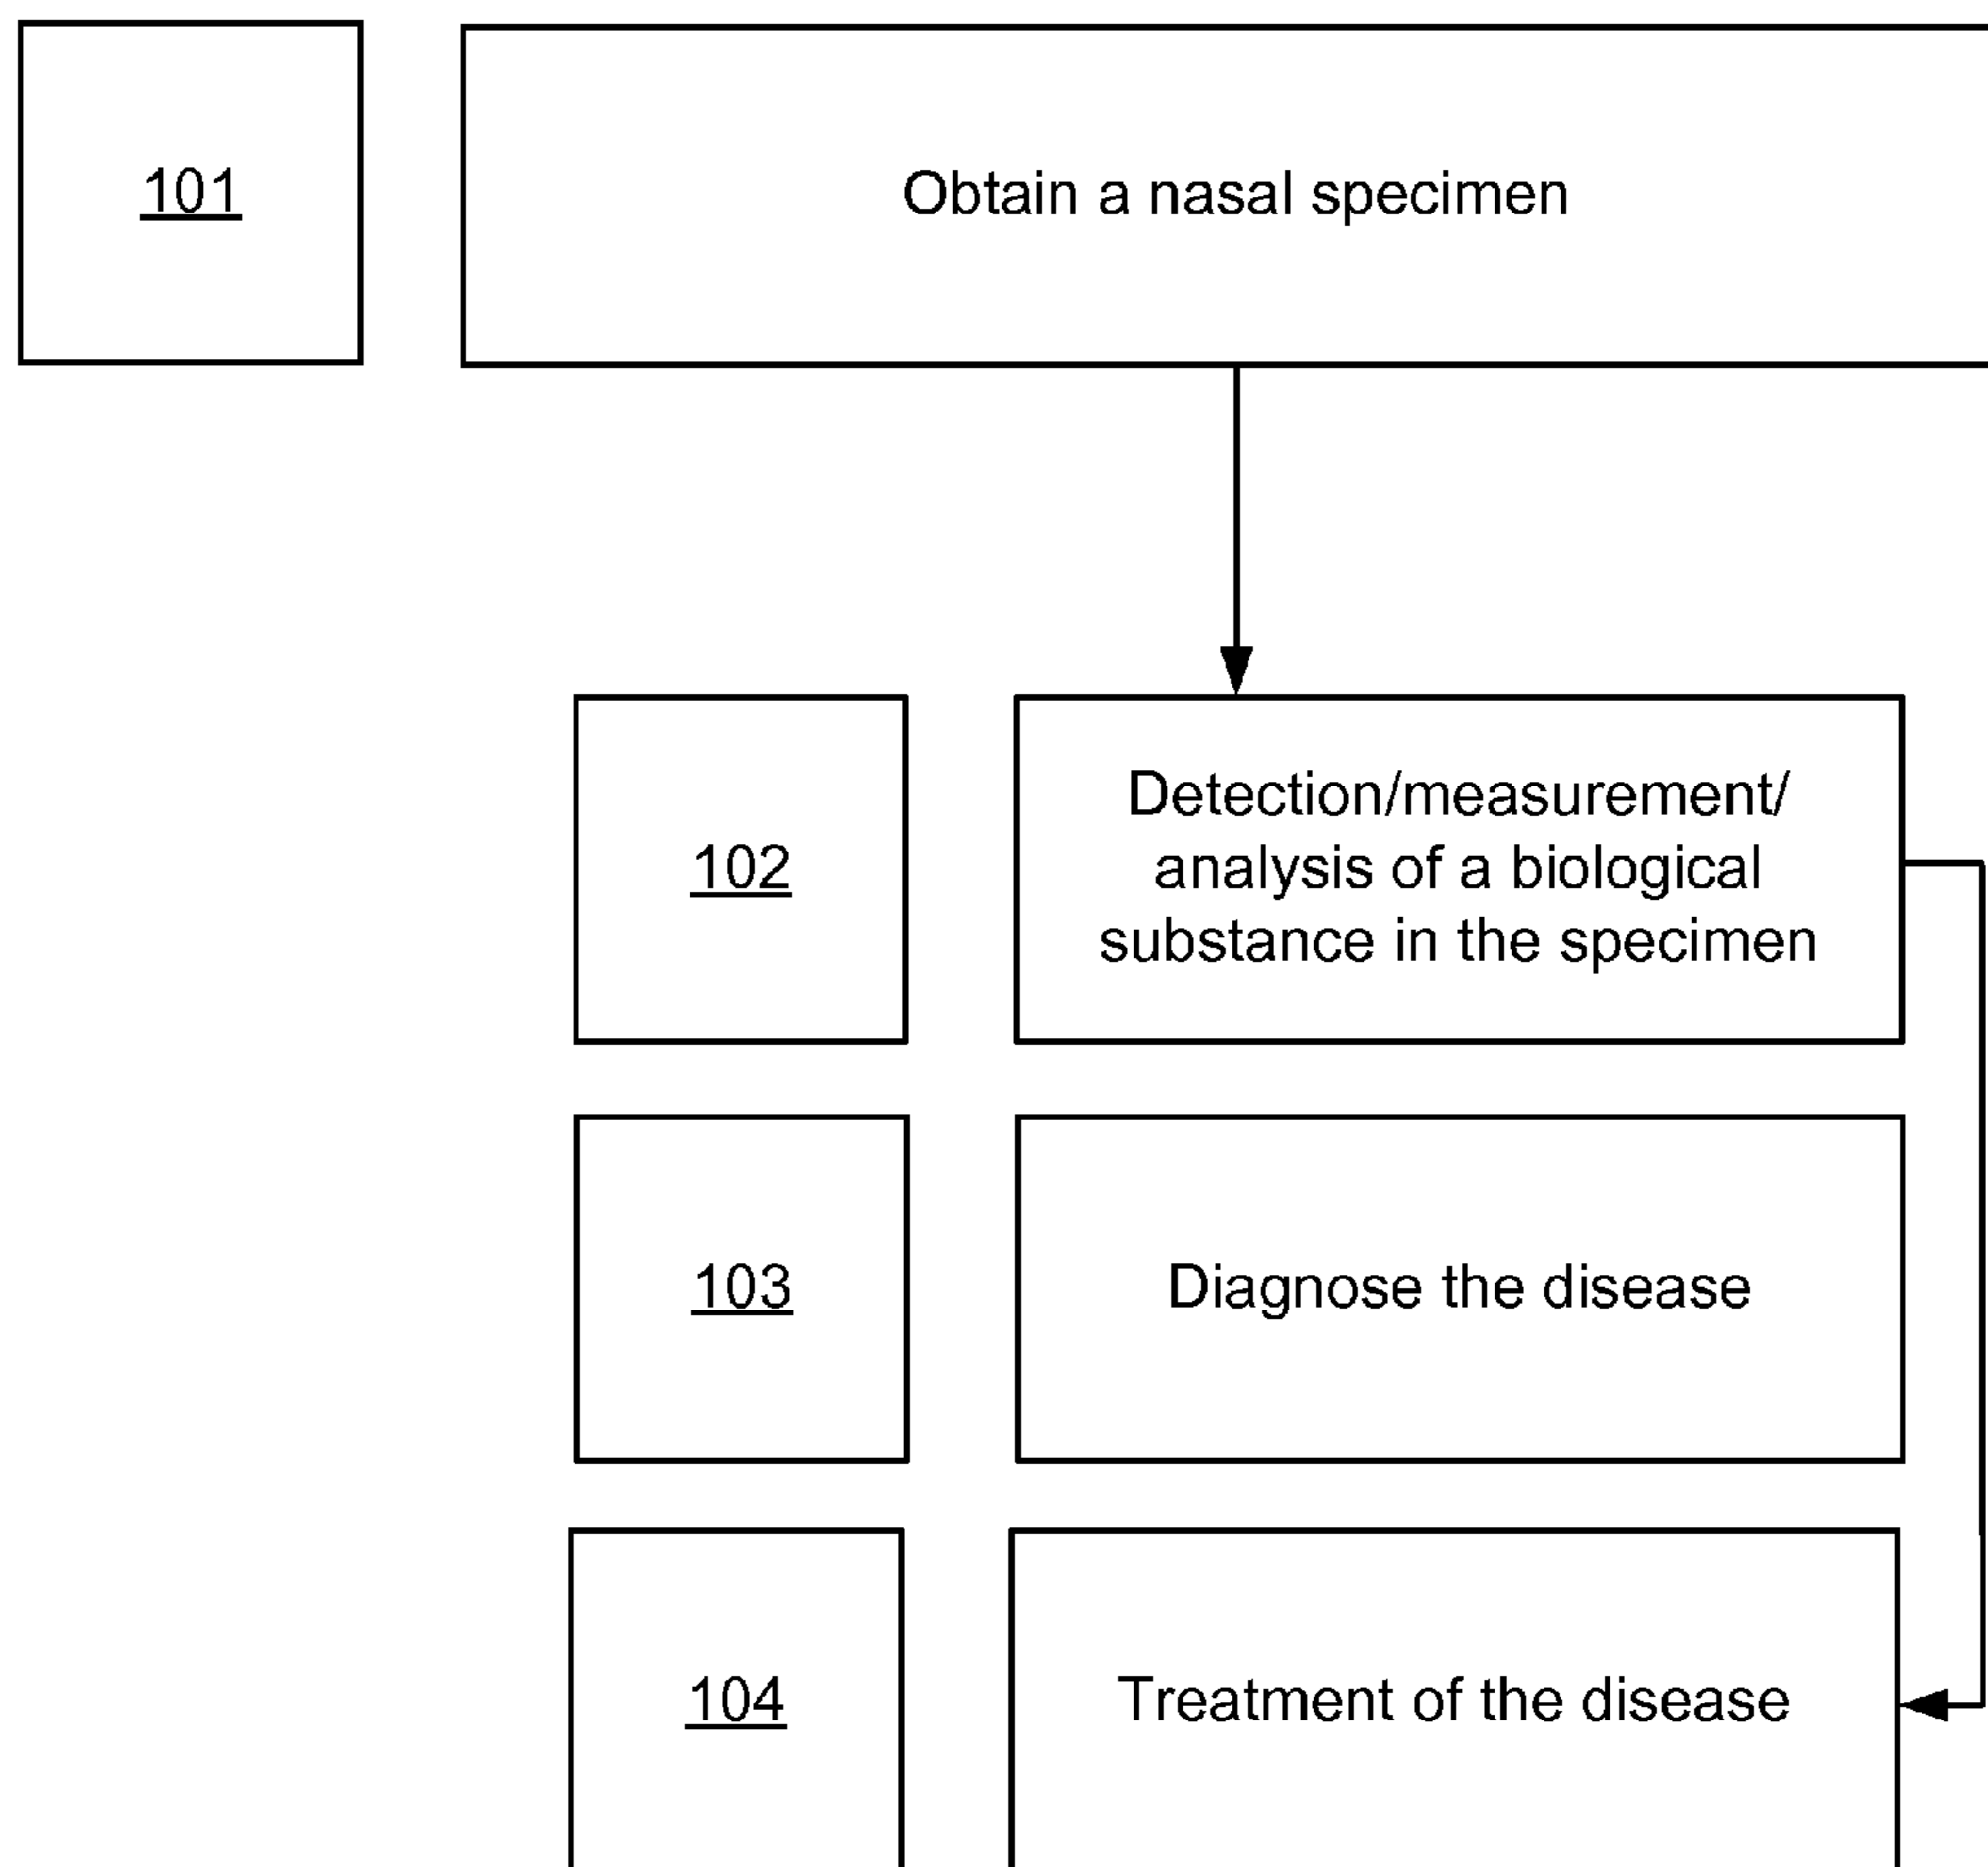 101
Obtain a nasal specimen
102
Detection/measurement/
analysis of a biological
substance in the specimen
103
Diagnose the disease
104
Treatment of the disease